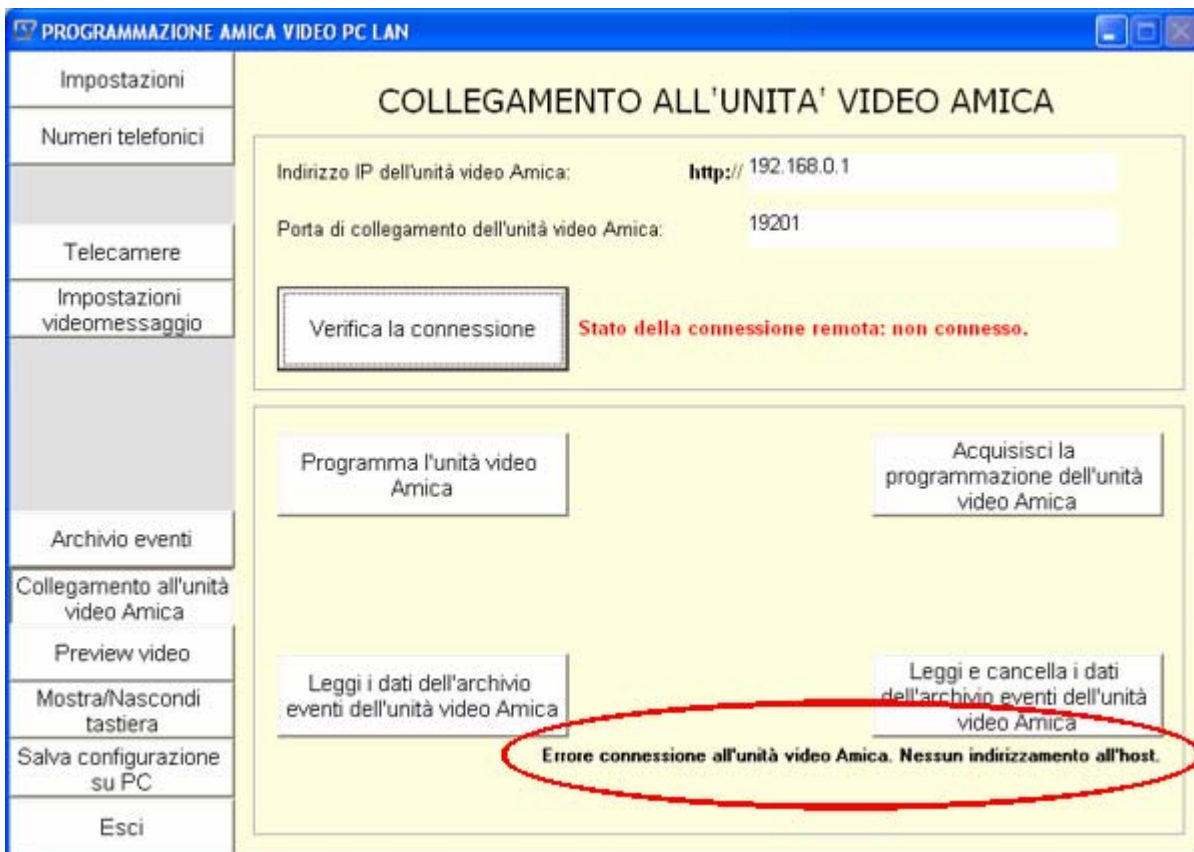 PROGRAMMAZIONE AMICA VIDEO PC LAN
Impostazioni
Numeri telefonici
Telecamere
Impostazioni
videomessaggio
Archivio eventi
Collegamento all'unità
video Amica
Preview video
Mostra/Nascondi
tastiera
Salva configurazione
su PC
Esci
COLLEGAMENTO ALL'UNITA' VIDEO AMICA
Indirizzo IP dell'unità video Amica: http:// 192.168.0.1
Porta di collegamento dell'unità video Amica: 19201
Verifica la connessione
Stato della connessione remota: non connesso.
Programma l'unità video
Amica
Acquisisci la
programmazione dell'unità
video Amica
Leggi i dati dell'archivio
eventi dell'unità video Amica
Leggi e cancella i dati
dell'archivio eventi dell'unità
video Amica
Errore connessione all'unità video Amica. Nessun indirizzamento all'host.